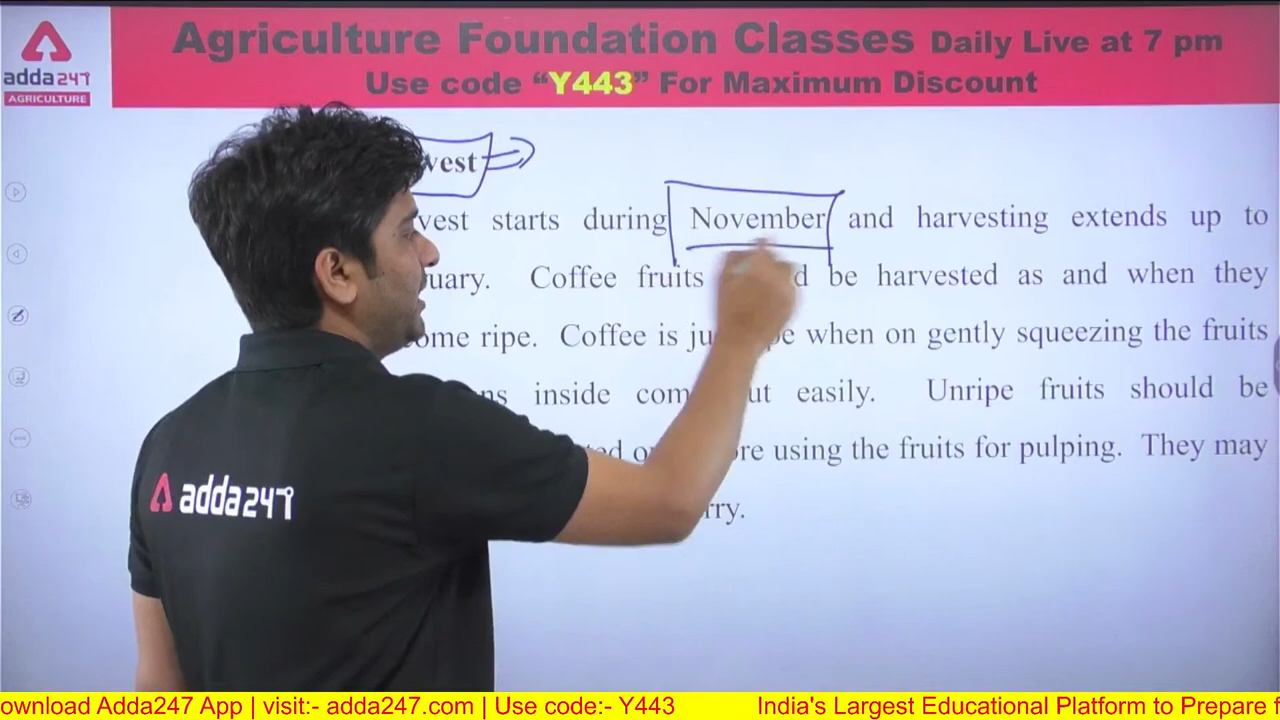 Agriculture Foundation Classes Daily Live at 7 pm
Use code “Y443” For Maximum Discount
adda247
AGRICULTURE
vest
vest starts during November and harvesting extends up to
uary. Coffee fruits be harvested as and when they
ome ripe. Coffee is ju pe when on gently squeezing the fruits
ns inside com ut easily. Unripe fruits should be
ed o re using the fruits for pulping. They may
rry.
adda247
ownload Adda247 App | visit:- adda247.com | Use code:- Y443 India's Largest Educational Platform to Prepare f